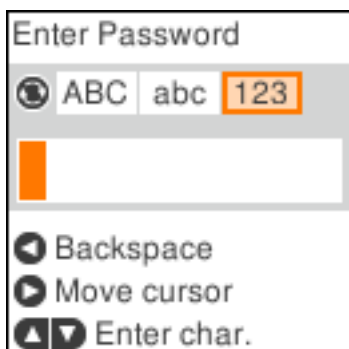 Enter Password
ABC abc 123
Backspace
Move cursor
Enter char.